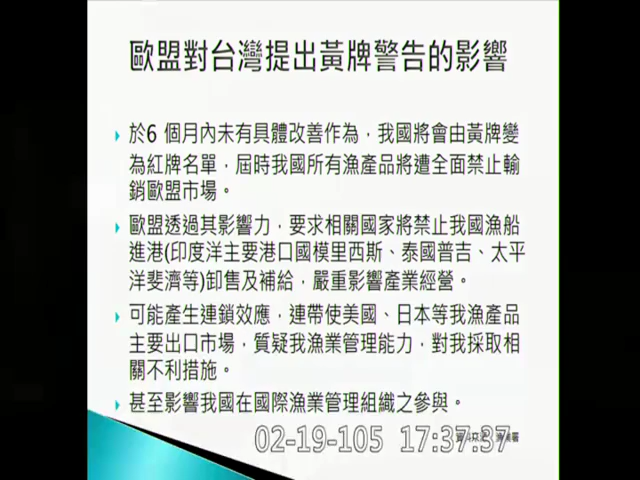 歐盟對台灣提出黃牌警告的影響
於6 個月內未有具體改善作為，我國將會由黃牌變
為紅牌名單，屆時我國所有漁產品將遭全面禁止輸
銷歐盟市場。
歐盟透過其影響力，要求相關國家將禁止我國漁船
進港(印度洋主要港口國模里西斯、泰國普吉、太平
洋斐濟等)卸售及補給，嚴重影響產業經營。
可能產生連鎖效應，連帶使美國、日本等我漁產品
主要出口市場，質疑我漁業管理能力，對我採取相
關不利措施。
甚至影響我國在國際漁業管理組織之參與。
02-19-105 17:37:37